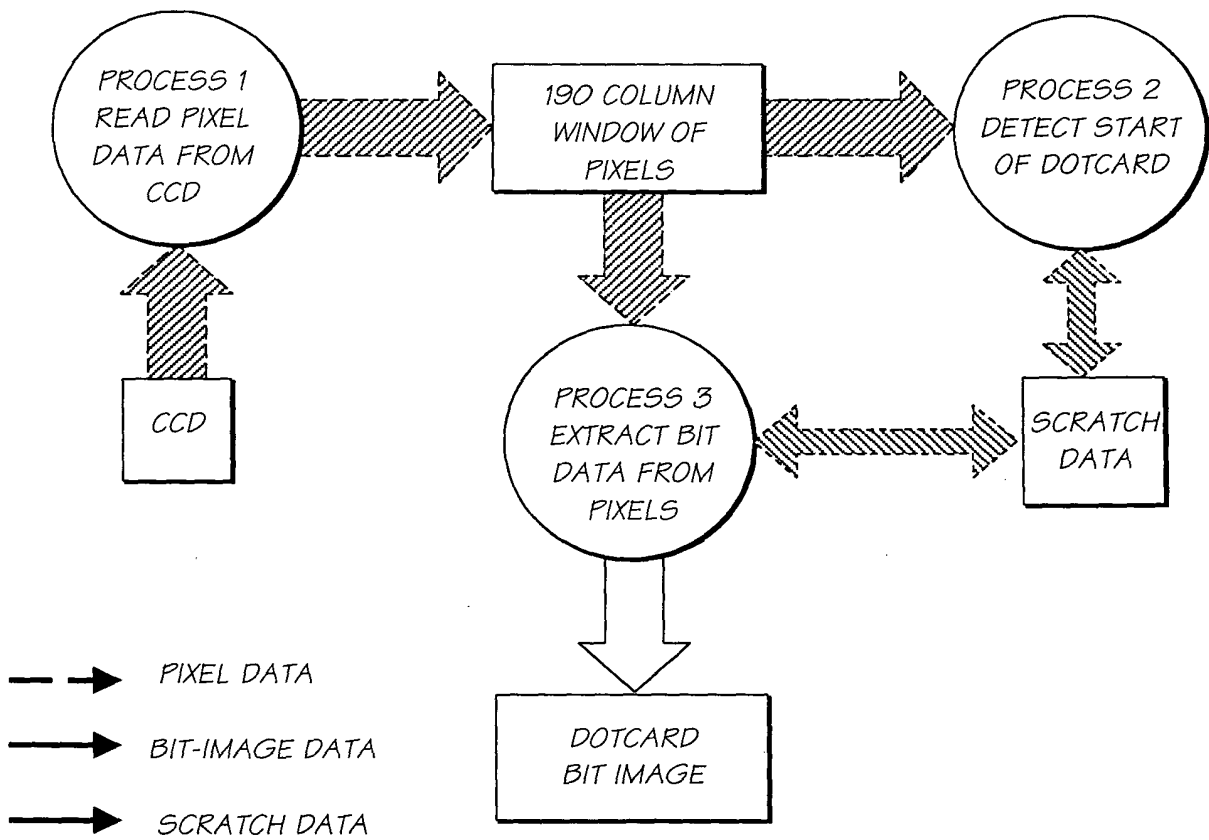 PROCESS 1
READ PIXEL
DATA FROM
CCD
190 COLUMN
WINDOW OF
PIXELS
PROCESS 2
DETECT START
OF DOTCARD
CCD
PROCESS 3
EXTRACT BIT
DATA FROM
PIXELS
SCRATCH
DATA
PIXEL DATA
BIT-IMAGE DATA
SCRATCH DATA
DOTCARD
BIT IMAGE